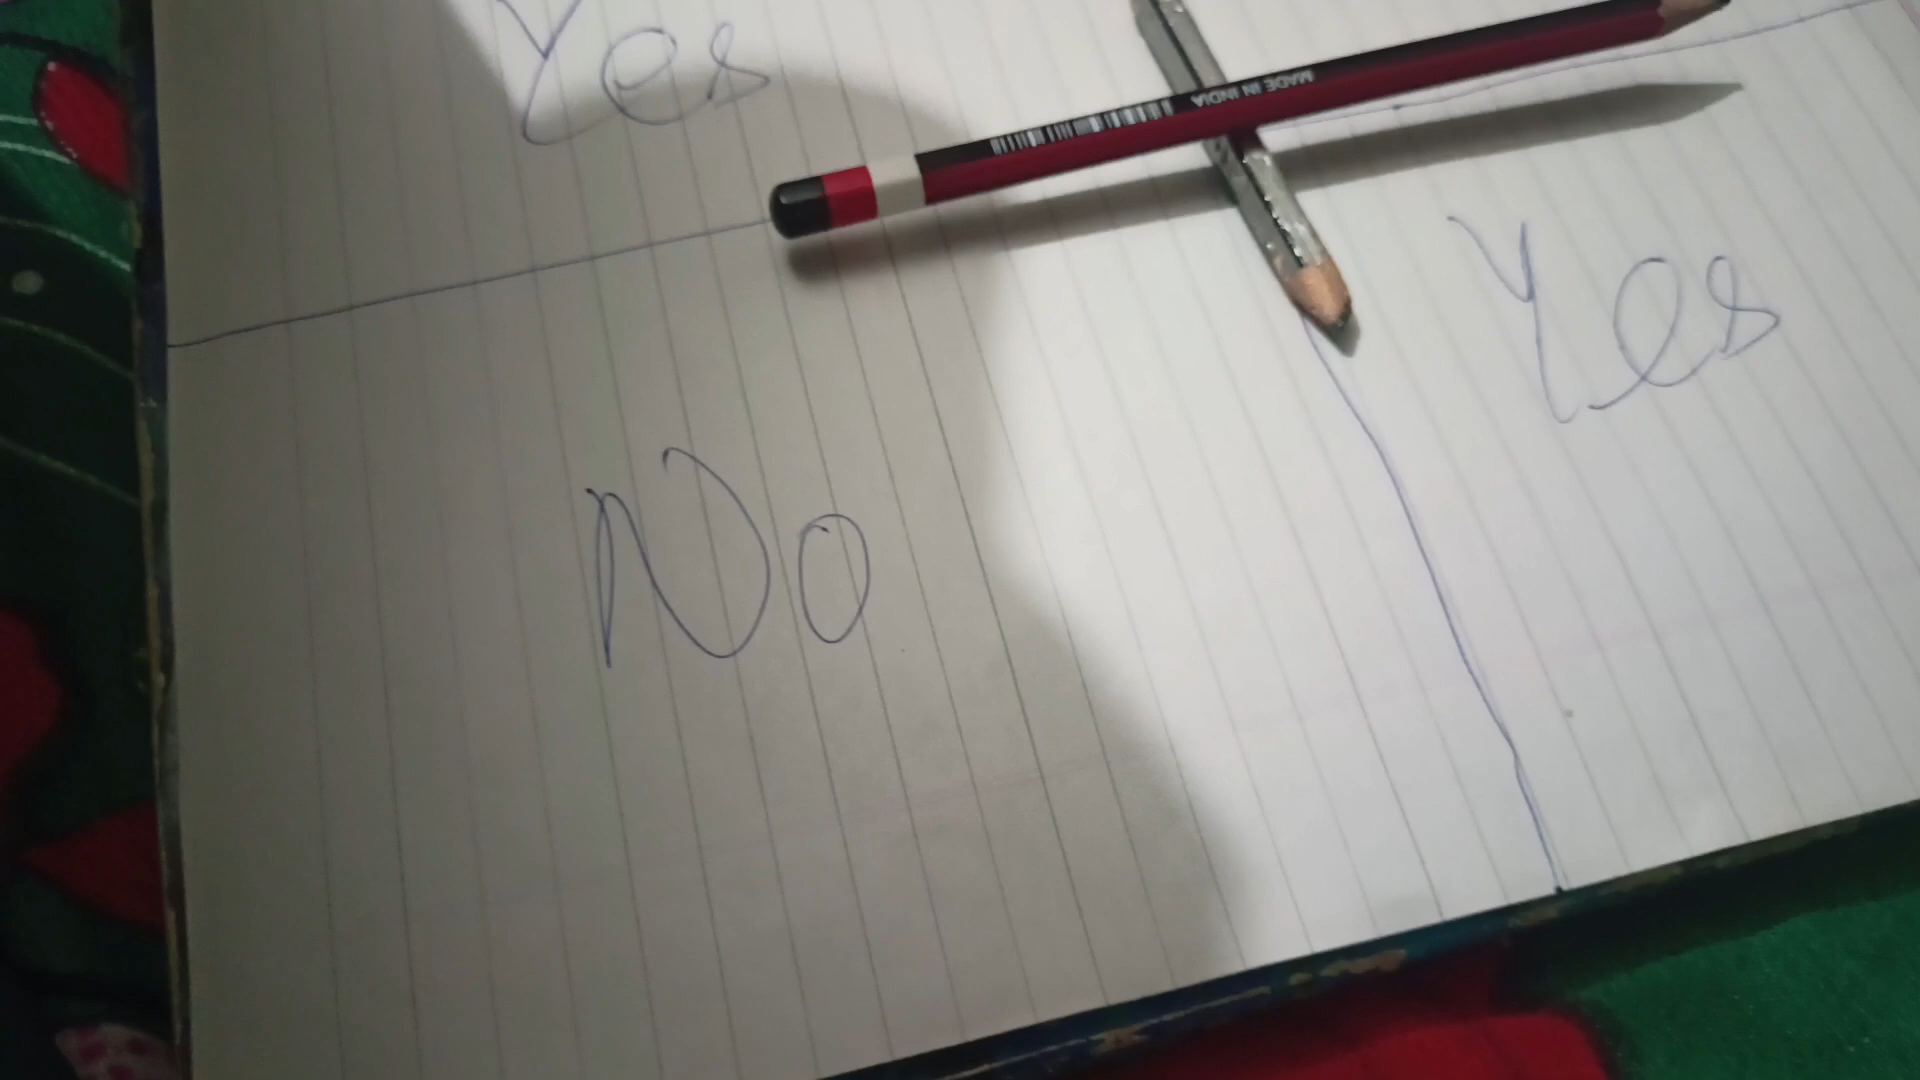 Yes
MADE IN INDIA
Yes
No